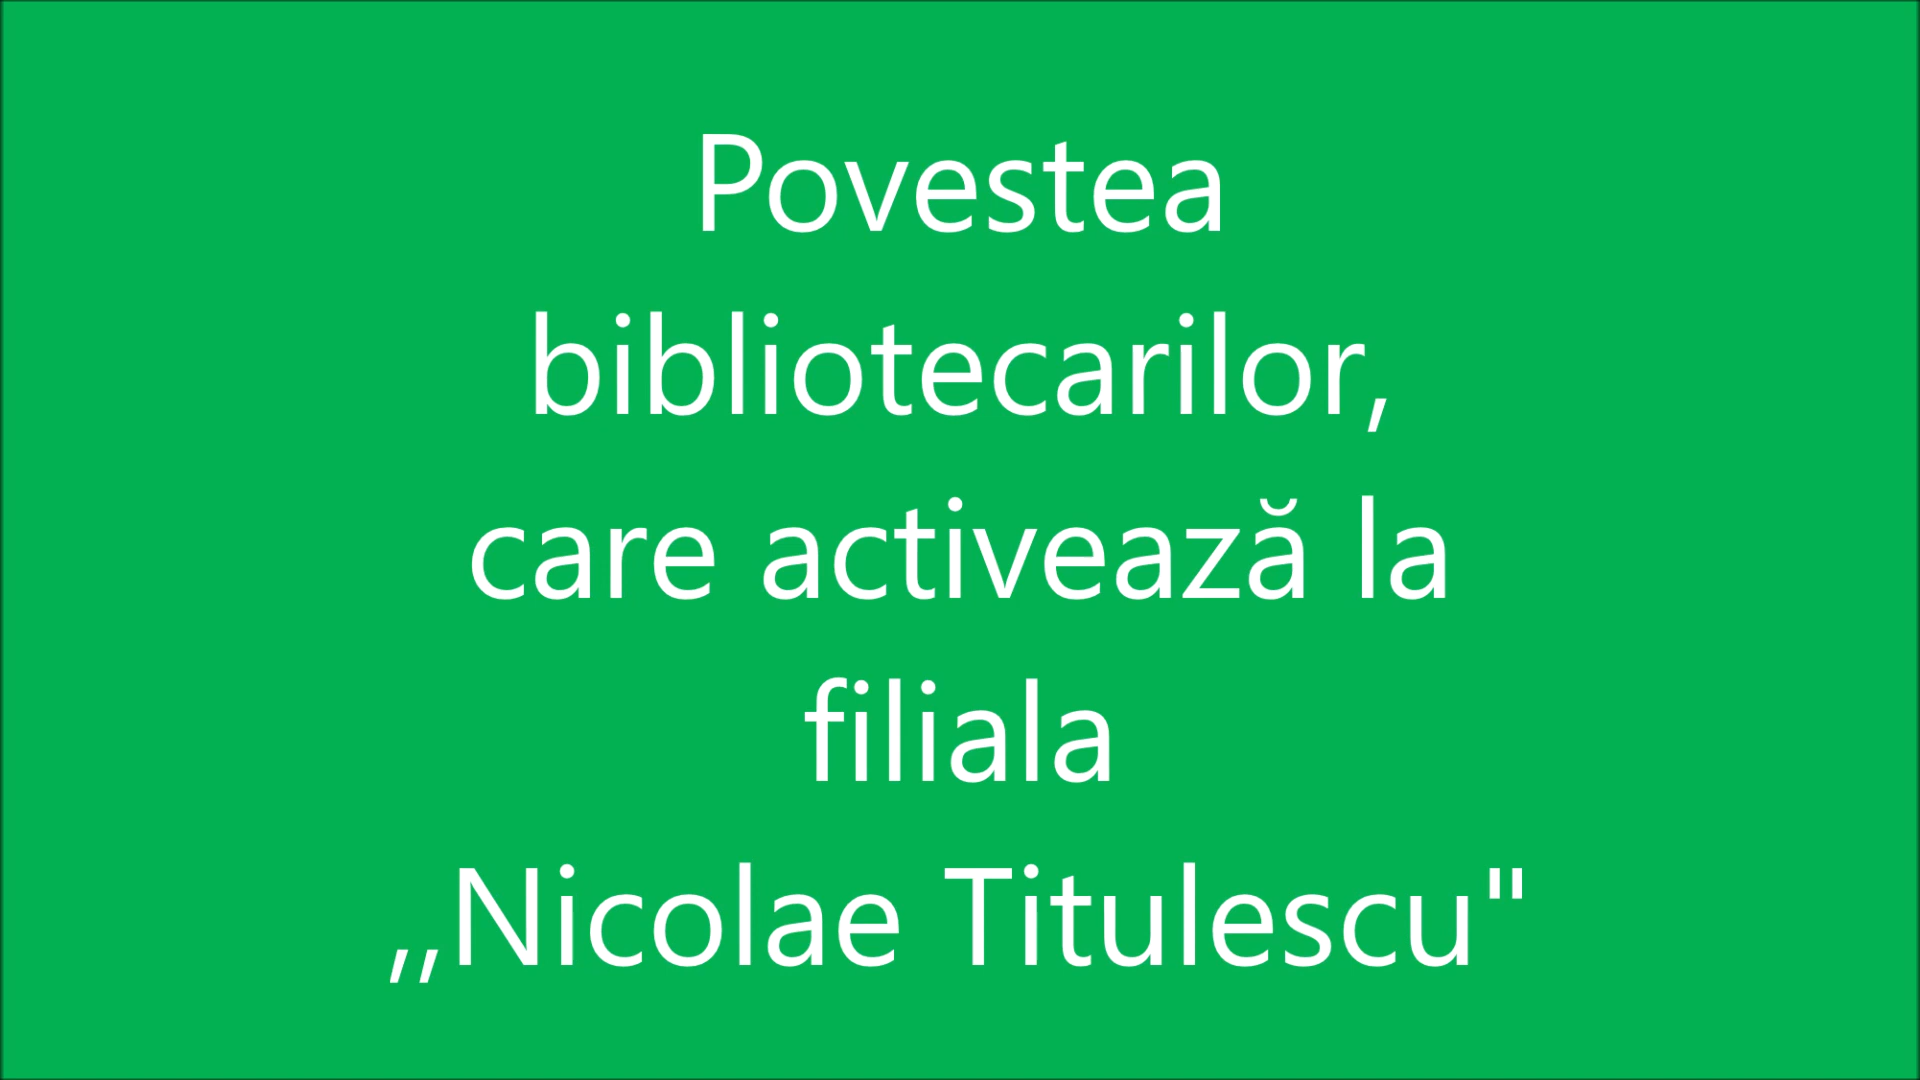 Povestea
bibliotecarilor,
care activează la
filiala
,,Nicolae Titulescu"